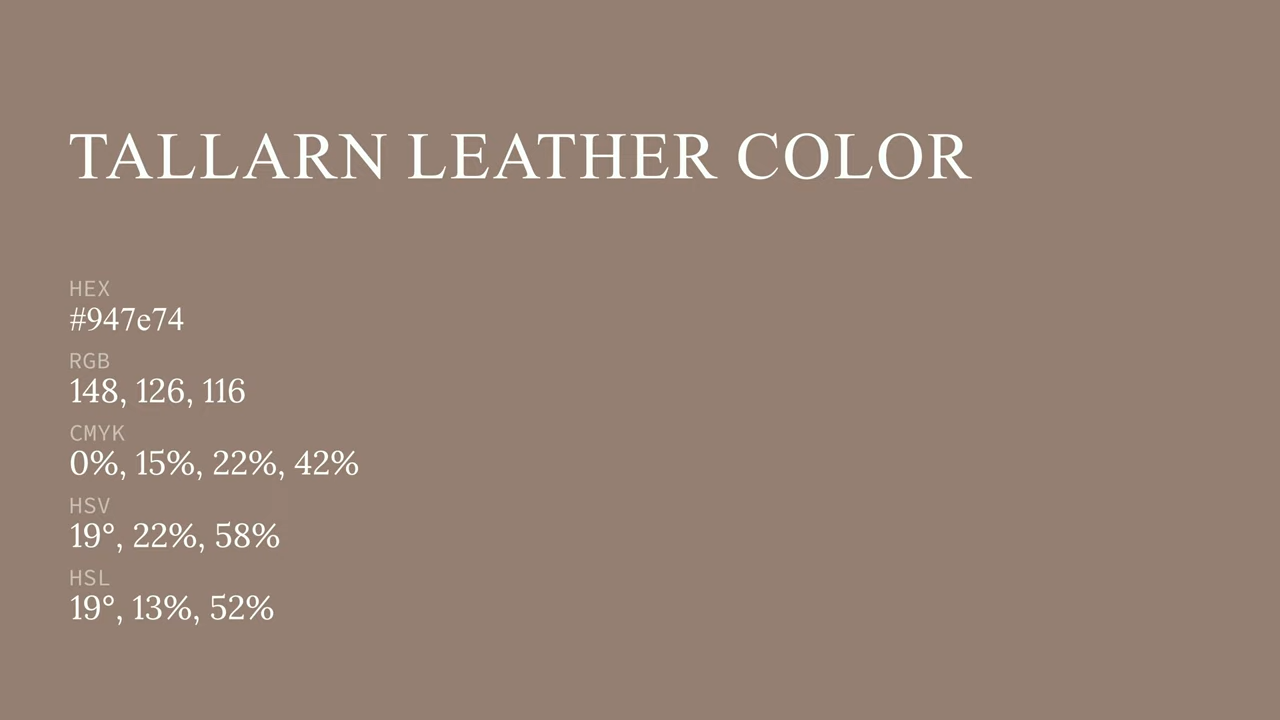 TALLARN LEATHER COLOR
HEX
#947e74
RGB
148, 126, 116
CMYK
0%, 15%, 22%, 42%
HSV
19°, 22%, 58%
HSL
19°, 13%, 52%